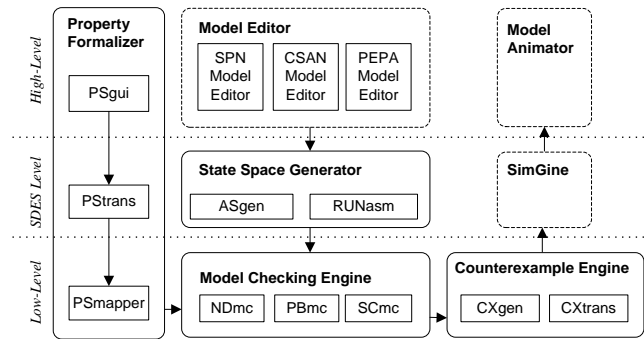 High-Level
SDES Level
Low-Level
Property
Formalizer
PSgui
PStrans
PSmapper
Model Editor
SPN
Model
Editor
CSAN
Model
Editor
PEPA
Model
Editor
State Space Generator
ASgen
RUNasm
Model Checking Engine
NDmc
PBmc
SCmc
Model
Animator
SimGine
Counterexample Engine
CXgen
CXtrans